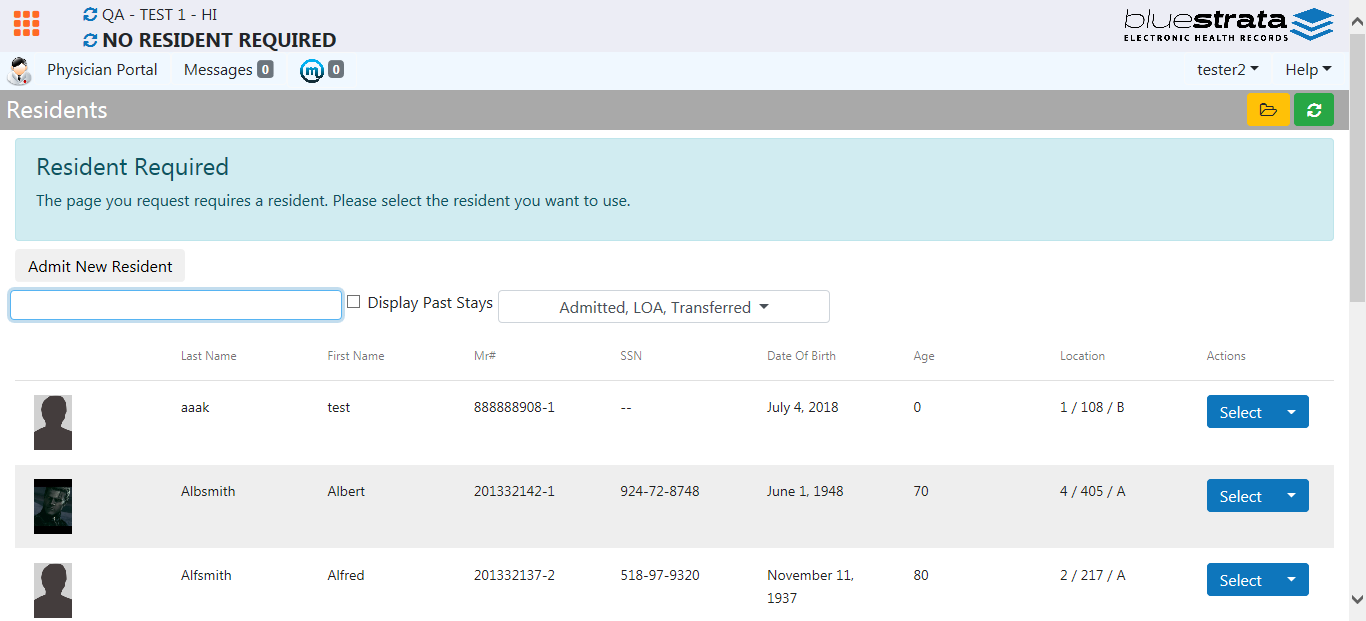 QA - TEST 1 - HI
NO RESIDENT REQUIRED
bluestrata
ELECTRONIC HEALTH RECORDS
Physician Portal Messages 0 m 0 tester2 Help
Residents
Resident Required
The page you request requires a resident. Please select the resident you want to use.
Admit New Resident
Display Past Stays Admitted, LOA, Transferred
Last Name First Name Mr# SSN Date Of Birth Age Location Actions
aaak test 888888908-1 -- July 4, 2018 0 1 / 108 / B Select
Albsmith Albert 201332142-1 924-72-8748 June 1, 1948 70 4 / 405 / A Select
Alfsmith Alfred 201332137-2 518-97-9320 November 11, 80 2 / 217 / A Select
1937